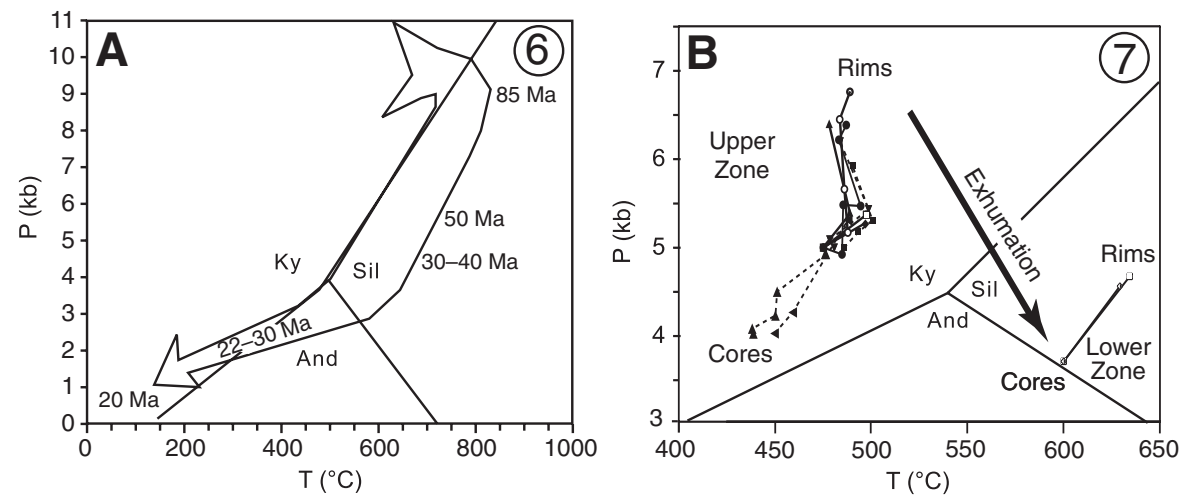 A
6
11
10
9
8
7
6
5
4
3
2
1
0
P (kb)
85 Ma
50 Ma
30–40 Ma
Ky
Sil
22–30 Ma
And
20 Ma
0
200
400
600
800
1000
T (°C)
B
7
7
6
5
4
3
P (kb)
Rims
Upper
Zone
Exhumation
Ky
Sil
And
Rims
Cores
Lower
Zone
Cores
400
450
500
550
600
650
T (°C)